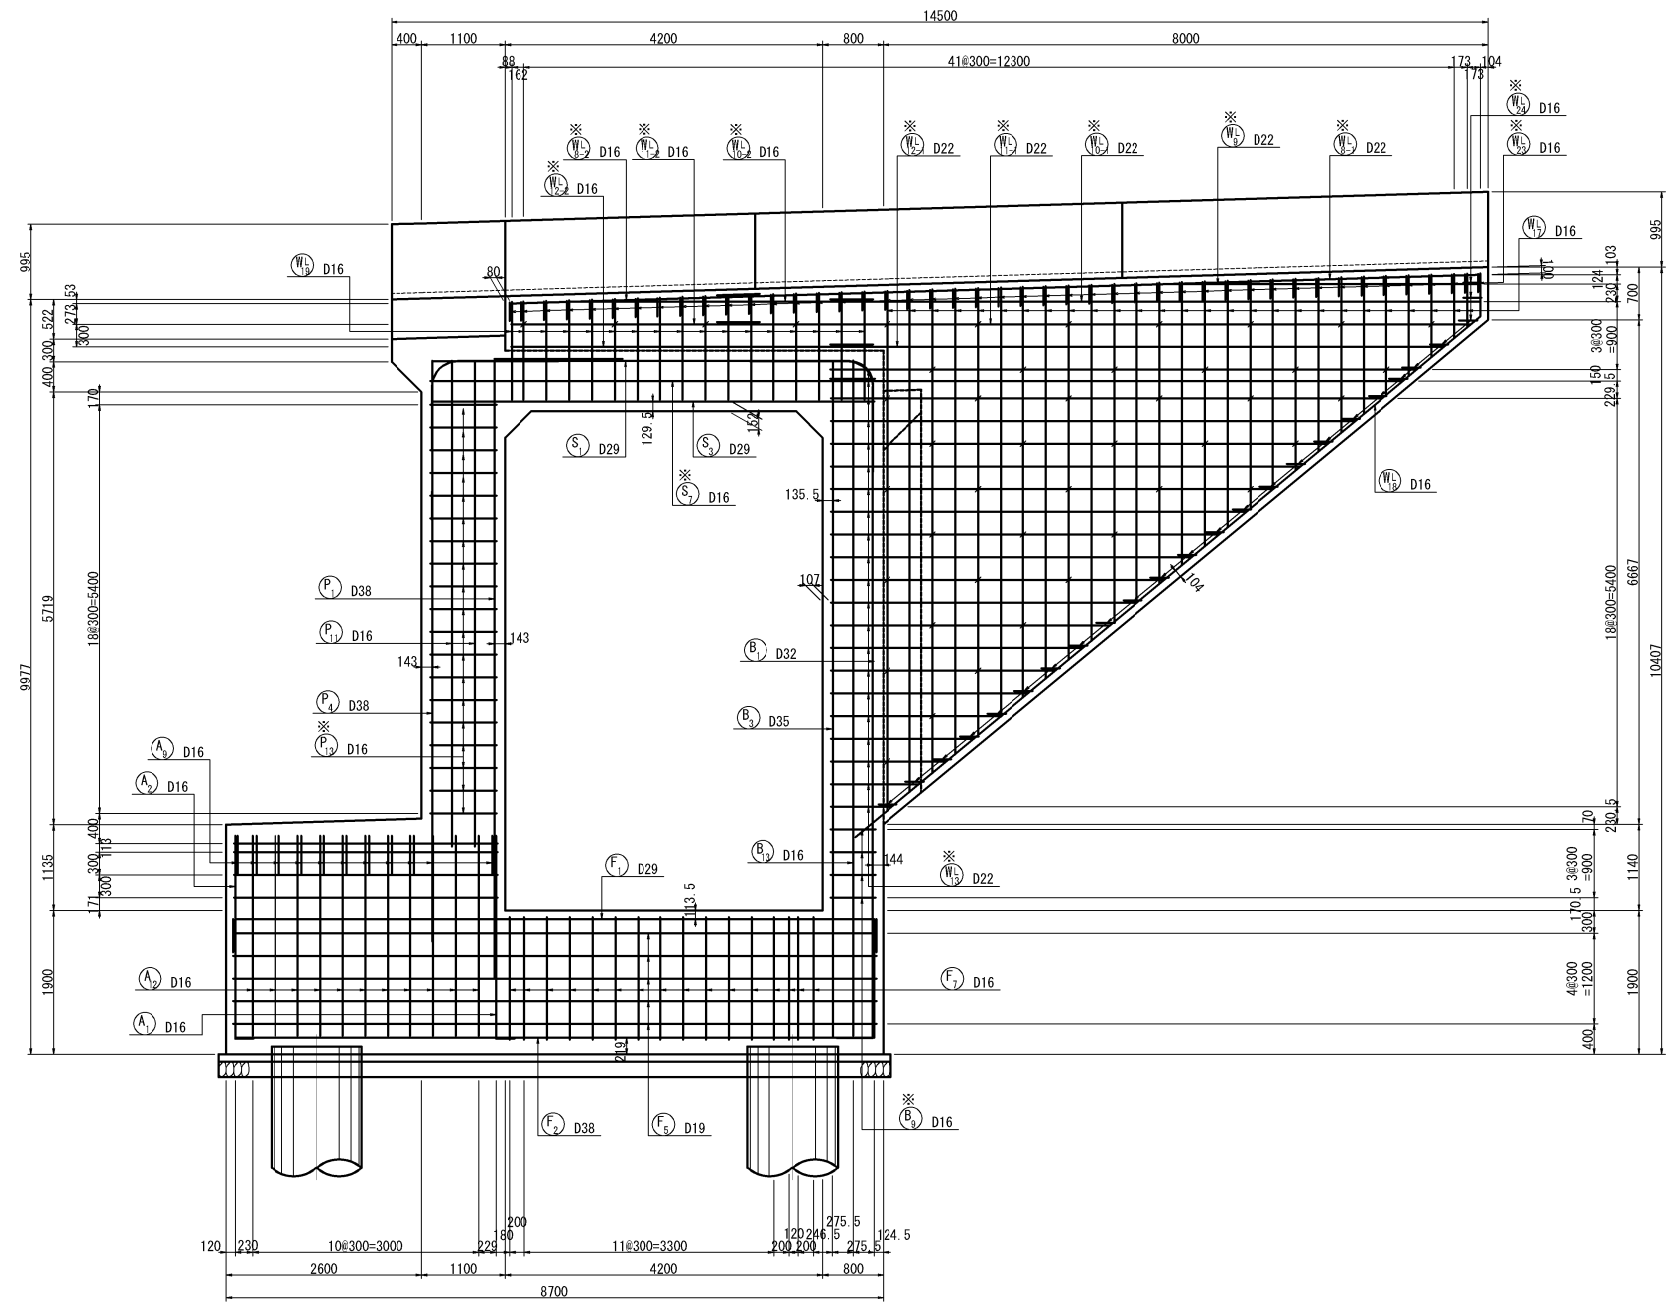 14500
400 1100 4200 800 8000
88 162 41@300=12300 173 173 104
※ WL24 D16
※ WL23 D16
※ WL8-2 D16
※ WL10-2 D16
※ WL12-2 D16
※ WL12-1 D22
※ WL11-1 D22
※ WL10-1 D22
※ WL9 D22
※ WL8-1 D22
WL17 D16
WL19 D16
80
100
995
53
275
522
300
300
400
170
5719
18@300=5400
9977
400
113
300
300
171
1135
1900
995
103
124
230
700
3@300
=900
150
229.5
18@300=5400
6667
10407
230.5
70
3@300
=900
170.5
300
1140
4@300
=1200
400
1900
S1 D29
129.5
S3 D29
152
※ S7 D16
135.5
WL18 D16
107
104
P1 D38
P11 D16
143
143
P4 D38
※ P13 D16
B1 D32
B3 D35
A9 D16
A2 D16
F1 D29
113.5
B13 D16
144
※ WL13 D22
A12 D16
F7 D16
A1 D16
219
F2 D38
F5 D19
※ B9 D16
120 230 10@300=3000 229 180 200 11@300=3300 200 120 200 246.5 275.5 275.5 124.5
2600 1100 4200 800
8700